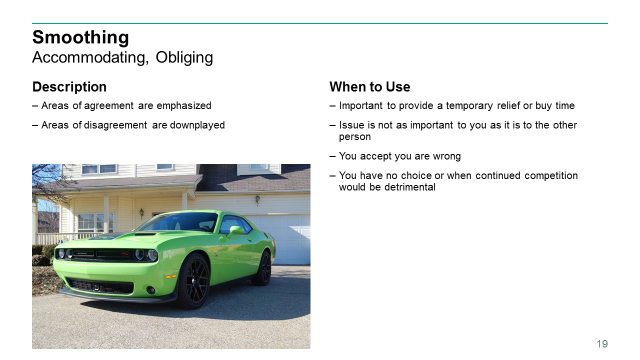 Smoothing
Accommodating, Obliging
Description
– Areas of agreement are emphasized
– Areas of disagreement are downplayed
When to Use
– Important to provide a temporary relief or buy time
– Issue is not as important to you as it is to the other
person
– You accept you are wrong
– You have no choice or when continued competition
would be detrimental
19